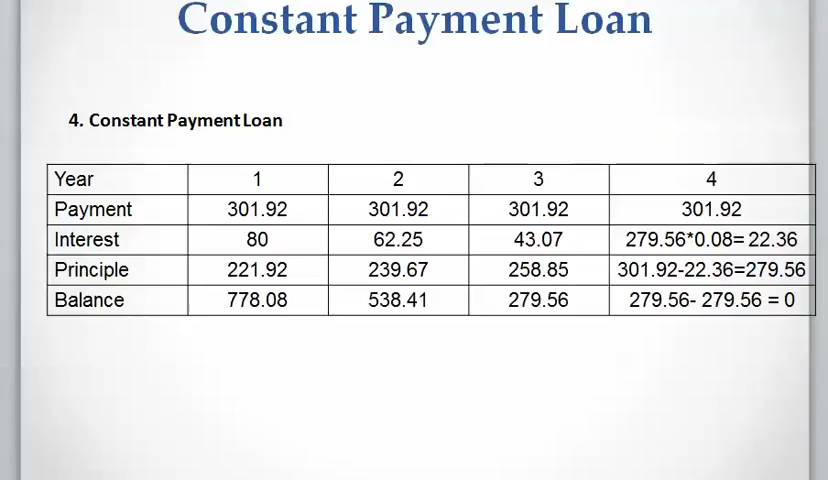 Constant Payment Loan
4. Constant Payment Loan
Year 1 2 3 4
Payment 301.92 301.92 301.92 301.92
Interest 80 62.25 43.07 279.56*0.08= 22.36
Principle 221.92 239.67 258.85 301.92-22.36=279.56
Balance 778.08 538.41 279.56 279.56- 279.56 = 0